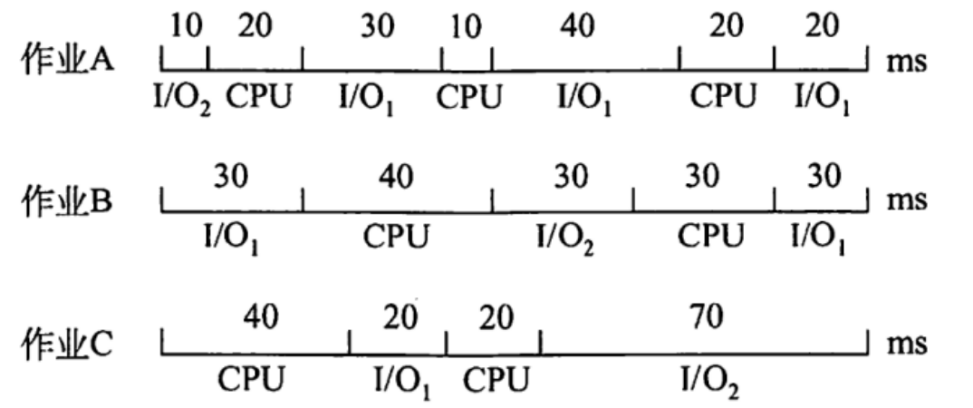 10 20 30 10 40 20 20
作业A ms
I/O₂ CPU I/O₁ CPU I/O₁ CPU I/O₁
30 40 30 30 30
作业B ms
I/O₁ CPU I/O₂ CPU I/O₁
40 20 20 70
作业C ms
CPU I/O₁ CPU I/O₂